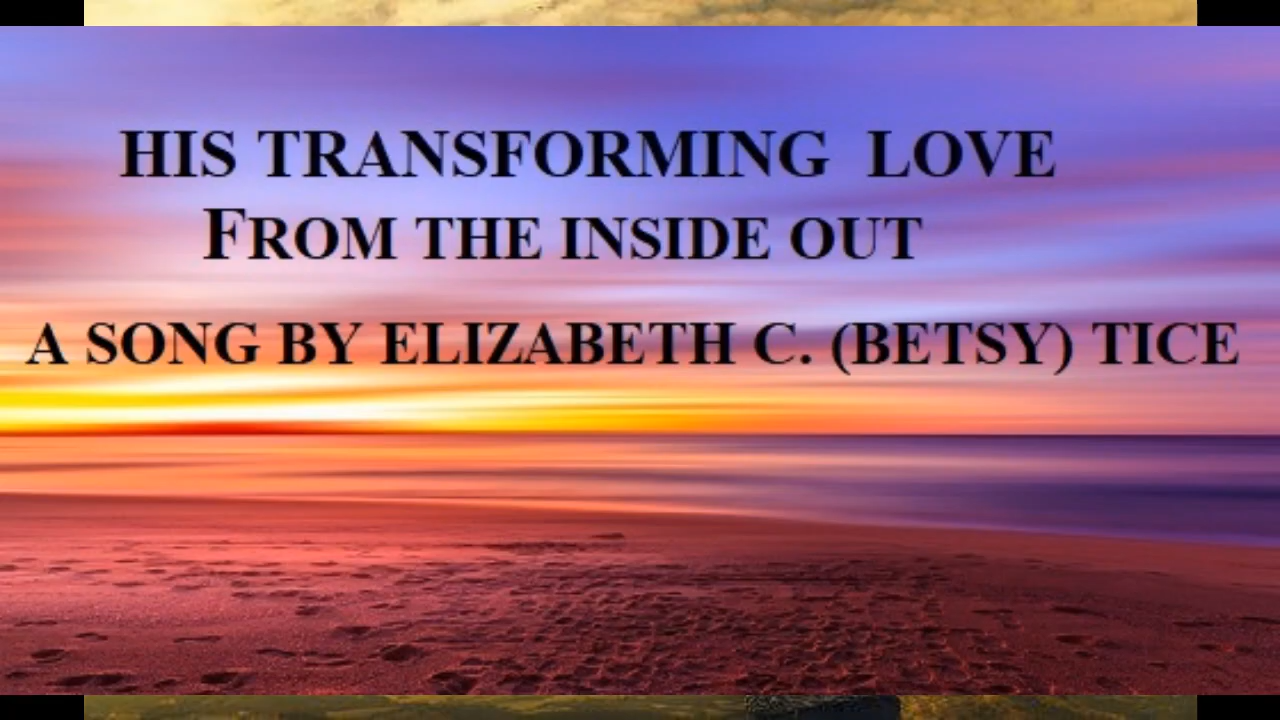 HIS TRANSFORMING LOVE
FROM THE INSIDE OUT
A SONG BY ELIZABETH C. (BETSY) TICE